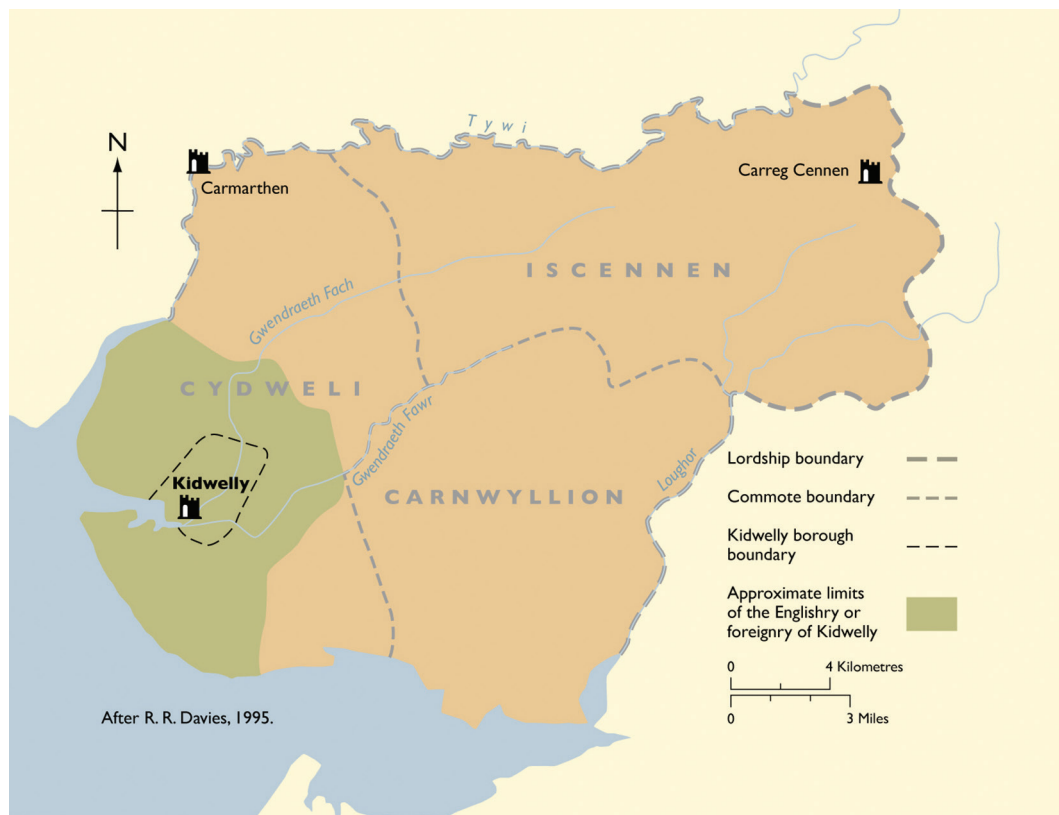 Tywi
N
Carmarthen
Carreg Cennen
ISCENNEN
Gwendraeth Fach
CYDWELI
Gwendraeth Fawr
Kidwelly
CARNWYLLION
Loughor
Lordship boundary
Commote boundary
Kidwelly borough
boundary
Approximate limits
of the Englishry or
foreignry of Kidwelly
0 4 Kilometres
0 3 Miles
After R. R. Davies, 1995.